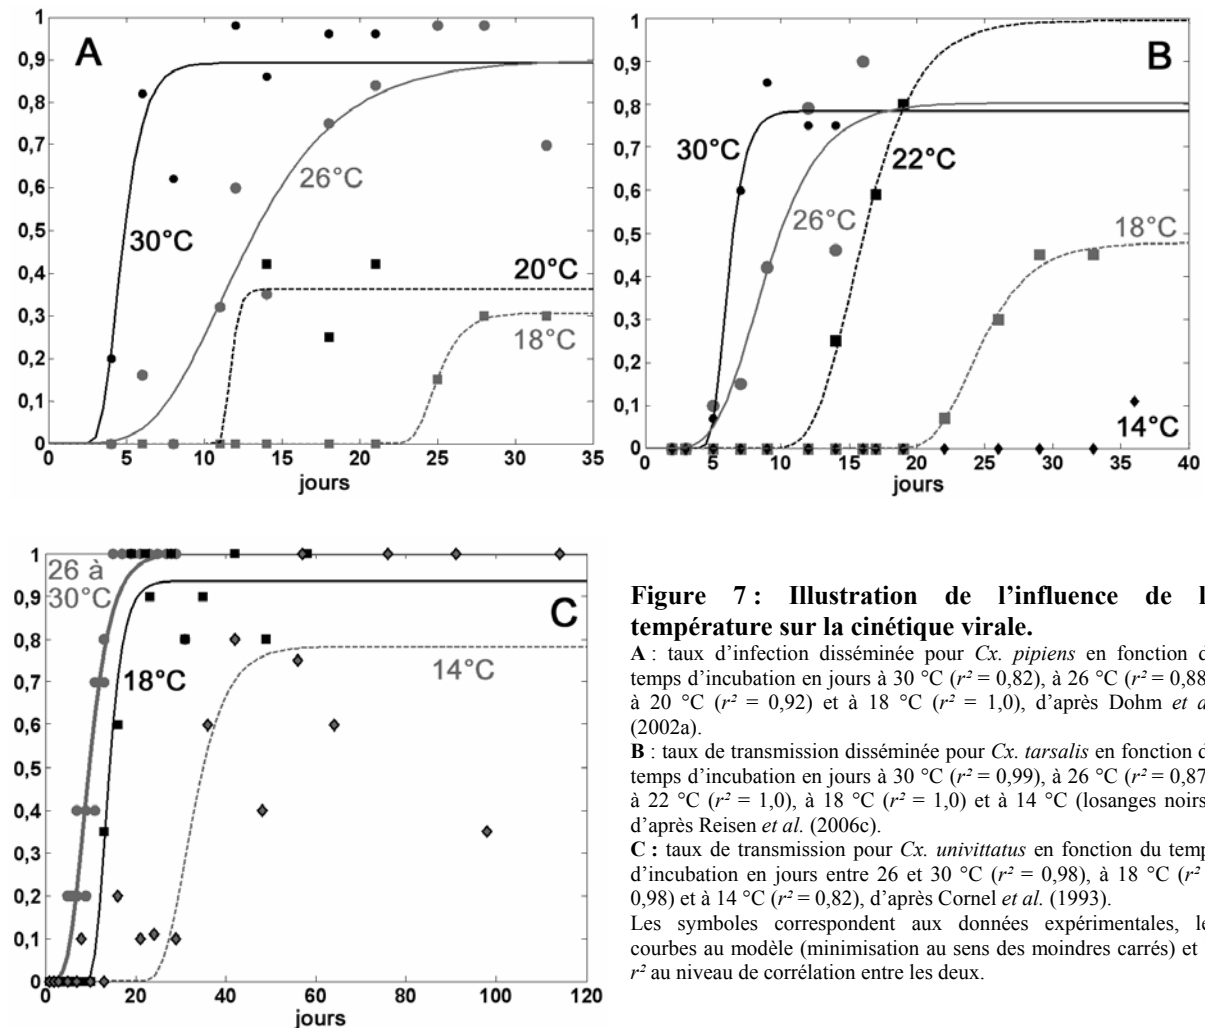 1
0,9
0,8
0,7
0,6
0,5
0,4
0,3
0,2
0,1
0
A
30°C
26°C
20°C
18°C
0 5 10 15 20 25 30 35
jours
1
0,9
0,8
0,7
0,6
0,5
0,4
0,3
0,2
0,1
0
B
30°C
22°C
26°C
18°C
14°C
0 5 10 15 20 25 30 35 40
jours
1
0,9
0,8
0,7
0,6
0,5
0,4
0,3
0,2
0,1
0
26 à
30°C
C
18°C
14°C
0 20 40 60 80 100 120
jours
Figure 7 : Illustration de l’influence de l
température sur la cinétique virale.
A : taux d’infection disséminée pour Cx. pipiens en fonction d
temps d’incubation en jours à 30 °C (r² = 0,82), à 26 °C (r² = 0,88
à 20 °C (r² = 0,92) et à 18 °C (r² = 1,0), d’après Dohm et a
(2002a).
B : taux de transmission disséminée pour Cx. tarsalis en fonction d
temps d’incubation en jours à 30 °C (r² = 0,99), à 26 °C (r² = 0,87
à 22 °C (r² = 1,0), à 18 °C (r² = 1,0) et à 14 °C (losanges noirs
d’après Reisen et al. (2006c).
C : taux de transmission pour Cx. univittatus en fonction du temp
d’incubation en jours entre 26 et 30 °C (r² = 0,98), à 18 °C (r²
0,98) et à 14 °C (r² = 0,82), d’après Cornel et al. (1993).
Les symboles correspondent aux données expérimentales, le
courbes au modèle (minimisation au sens des moindres carrés) et
r² au niveau de corrélation entre les deux.